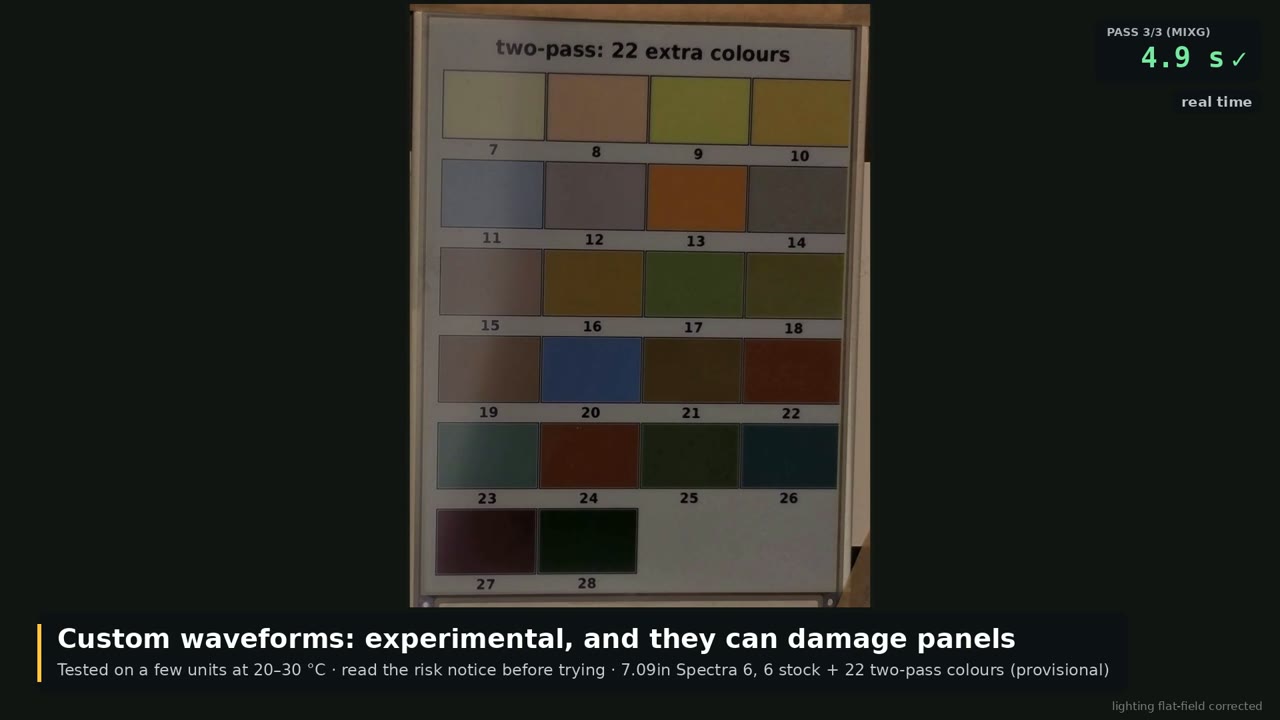 PASS 3/3 (MIXG)
4.9 s ✓
real time
two-pass: 22 extra colours
7 8 9 10
11 12 13 14
15 16 17 18
19 20 21 22
23 24 25 26
27 28
Custom waveforms: experimental, and they can damage panels
Tested on a few units at 20–30 °C · read the risk notice before trying · 7.09in Spectra 6, 6 stock + 22 two-pass colours (provisional)
lighting flat-field corrected